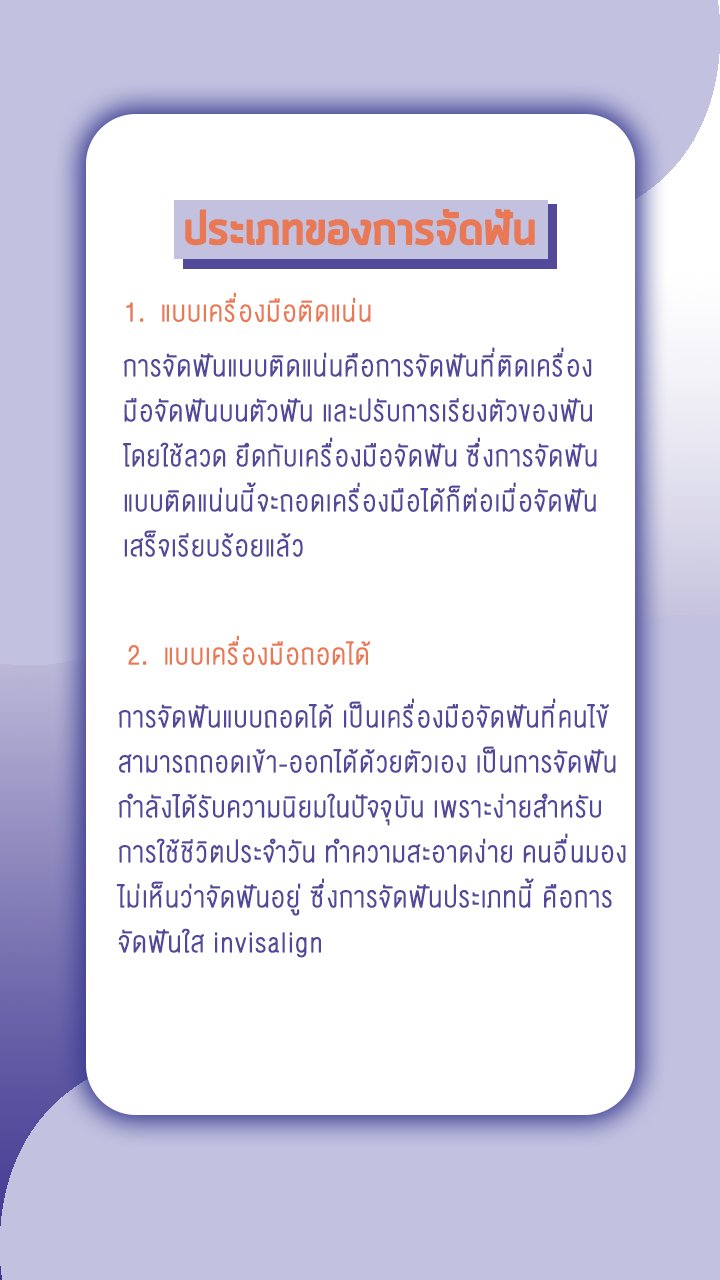 ประเภทของการจัดฟัน
1. แบบเครื่องมือติดแน่น
การจัดฟันแบบติดแน่นคือการจัดฟันที่ติดเครื่อง
มือจัดฟันบนตัวฟัน และปรับการเรียงตัวของฟัน
โดยใช้ลวด ยึดกับเครื่องมือจัดฟัน ซึ่งการจัดฟัน
แบบติดแน่นนี้จะถอดเครื่องมือได้ก็ต่อเมื่อจัดฟัน
เสร็จเรียบร้อยแล้ว
2. แบบเครื่องมือถอดได้
การจัดฟันแบบถอดได้ เป็นเครื่องมือจัดฟันที่คนไข้
สามารถถอดเข้า-ออกได้ด้วยตัวเอง เป็นการจัดฟัน
กำลังได้รับความนิยมในปัจจุบัน เพราะง่ายสำหรับ
การใช้ชีวิตประจำวัน ทำความสะอาดง่าย คนอื่นมอง
ไม่เห็นว่าจัดฟันอยู่ ซึ่งการจัดฟันประเภทนี้ คือการ
จัดฟันใส invisalign